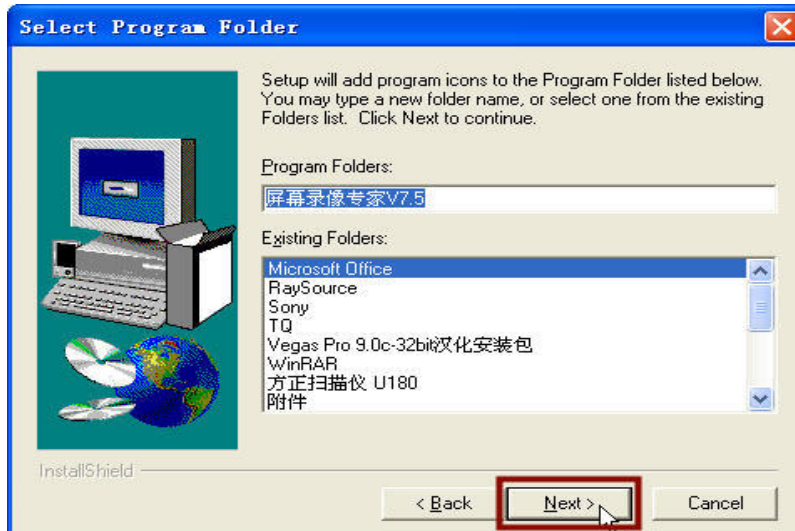 Select Program Folder
Setup will add program icons to the Program Folder listed below.
You may type a new folder name, or select one from the existing
Folders list. Click Next to continue.
Program Folders:
屏幕录像专家V7.5
Existing Folders:
Microsoft Office
RaySource
Sony
TQ
Vegas Pro 9.0c-32bit汉化安装包
WinRAR
方正扫描仪 U180
附件
InstallShield
< Back
Next >
Cancel